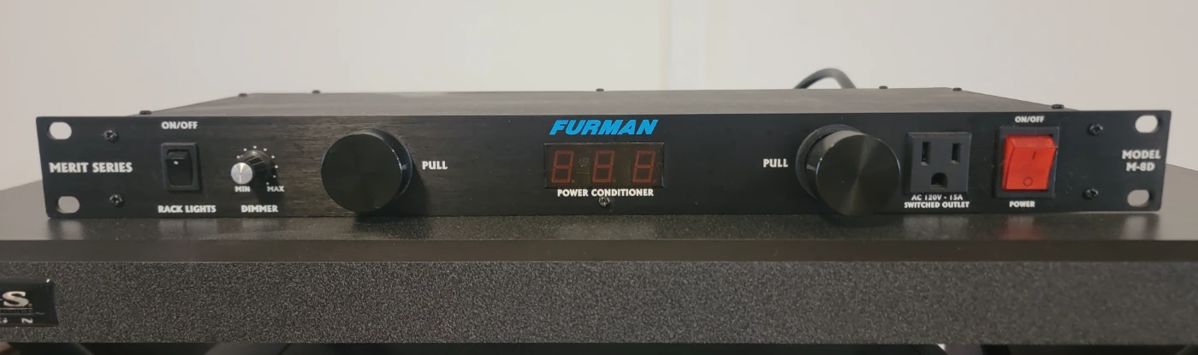 MERIT SERIES
ON/OFF
RACK LIGHTS
MIN
MAX
DIMMER
PULL
FURMAN
POWER CONDITIONER
PULL
AC 120V - 15A
SWITCHED OUTLET
ON/OFF
POWER
MODEL
M-8D